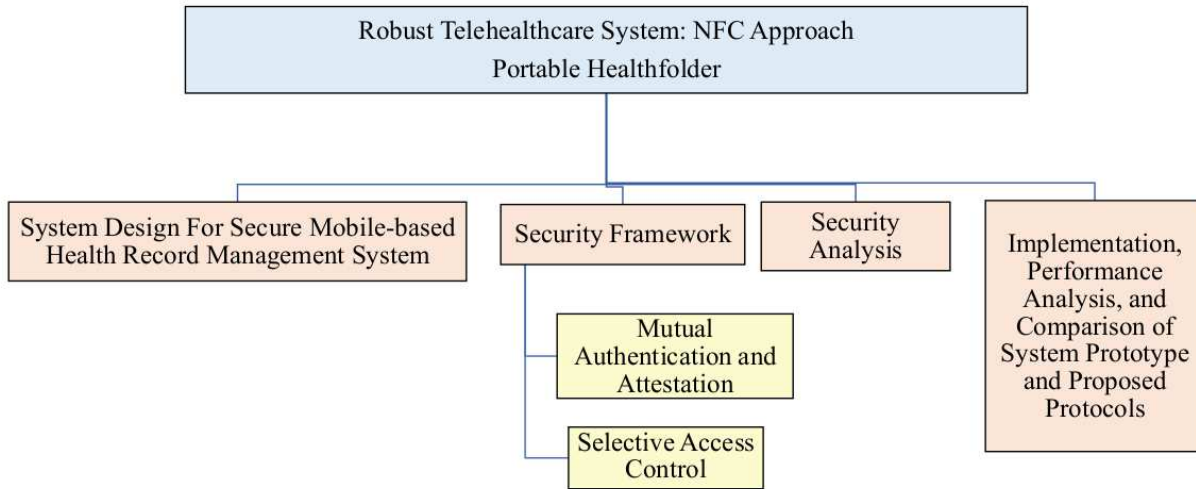 Robust Telehealthcare System: NFC Approach
Portable Healthfolder
System Design For Secure Mobile-based
Health Record Management System
Security Framework
Mutual
Authentication and
Attestation
Selective Access
Control
Security
Analysis
Implementation,
Performance
Analysis, and
Comparison of
System Prototype
and Proposed
Protocols